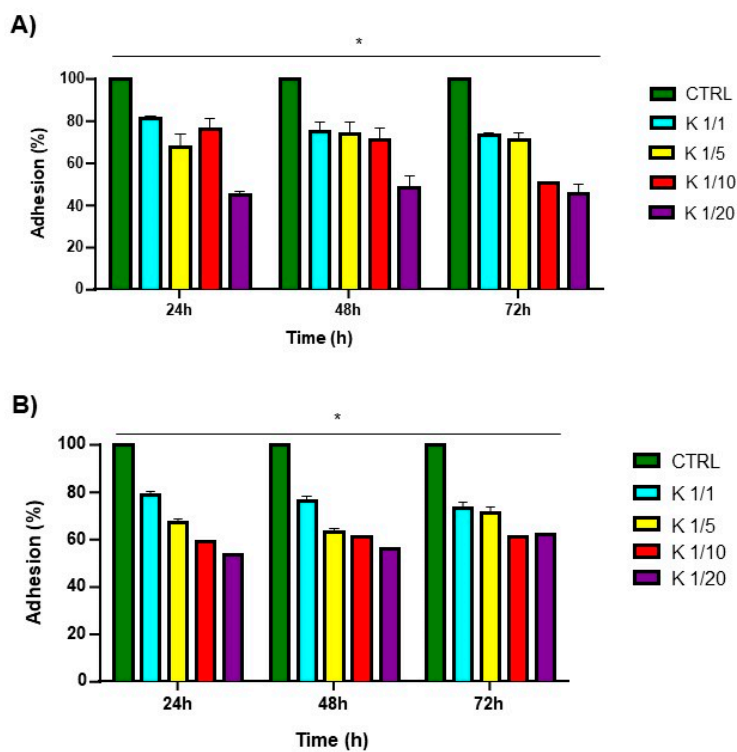 A)
*
100
80
60
40
20
0
Adhesion (%)
24h
48h
72h
Time (h)
CTRL
K 1/1
K 1/5
K 1/10
K 1/20
B)
*
100
80
60
40
20
0
Adhesion (%)
24h
48h
72h
Time (h)
CTRL
K 1/1
K 1/5
K 1/10
K 1/20